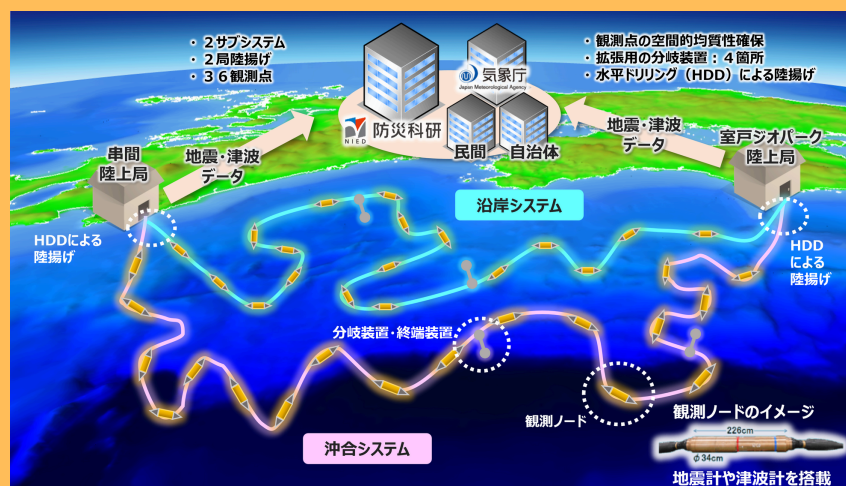 ・２サブシステム
・２局陸揚げ
・３６観測点
・観測点の空間的均質性確保
・拡張用の分岐装置：４箇所
・水平ドリリング（HDD）による陸揚げ
気象庁
Japan Meteorological Agency
NIED
防災科研
民間
自治体
串間
陸上局
地震・津波
データ
地震・津波
データ
室戸ジオパーク
陸上局
沿岸システム
HDDによる
陸揚げ
HDD
による
陸揚げ
分岐装置・終端装置
観測ノード
沖合システム
観測ノードのイメージ
226cm
φ34cm
地震計や津波計を搭載